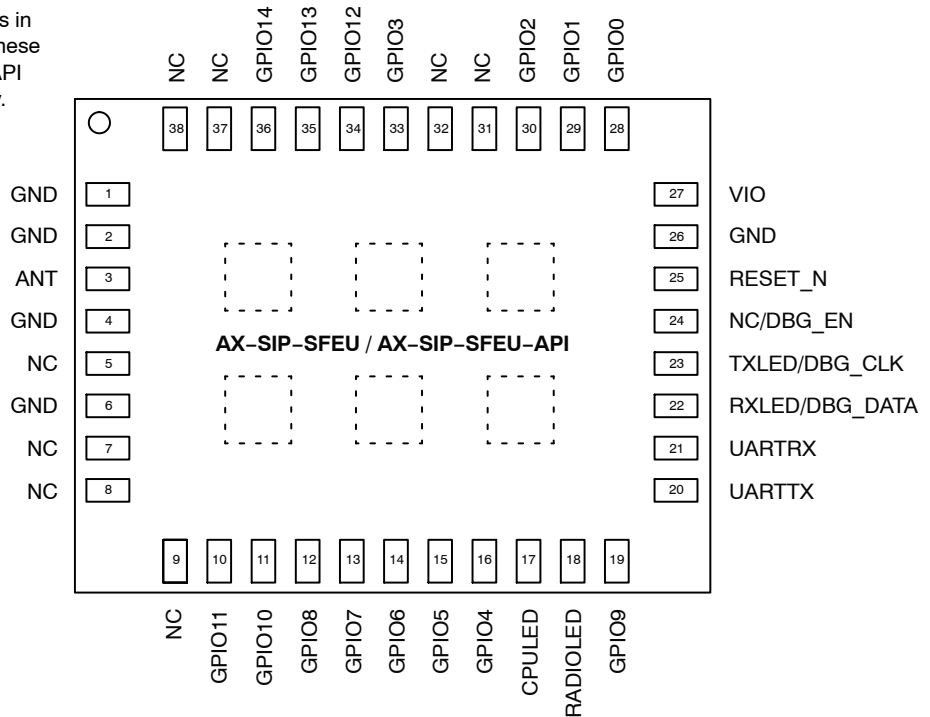 s in
hese
API
GPIO14
GPIO13
GPIO12
GPIO3
GPIO2
GPIO1
GPIO0
NC
NC
NC
NC
38
37
36
35
34
33
32
31
30
29
28
GND
1
27
VIO
GND
2
26
GND
ANT
3
25
RESET_N
GND
4
24
NC/DBG_EN
AX–SIP–SFEU / AX–SIP–SFEU–API
NC
5
23
TXLED/DBG_CLK
GND
6
22
RXLED/DBG_DATA
NC
7
21
UARTRX
NC
8
20
UARTTX
9
10
11
12
13
14
15
16
17
18
19
NC
GPIO11
GPIO10
GPIO8
GPIO7
GPIO6
GPIO5
GPIO4
CPULED
RADIOLED
GPIO9